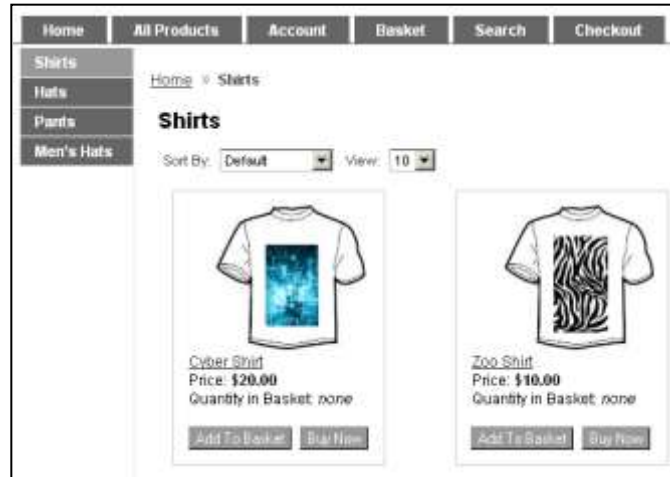 Home All Products Account Basket Search Checkout
Shirts
Hats
Pants
Men's Hats
Home » Shirts
Shirts
Sort By: Default View: 10
Cyber Shirt
Price: $20.00
Quantity in Basket: none
Add To Basket Buy Now
Zoo Shirt
Price: $10.00
Quantity in Basket: none
Add To Basket Buy Now